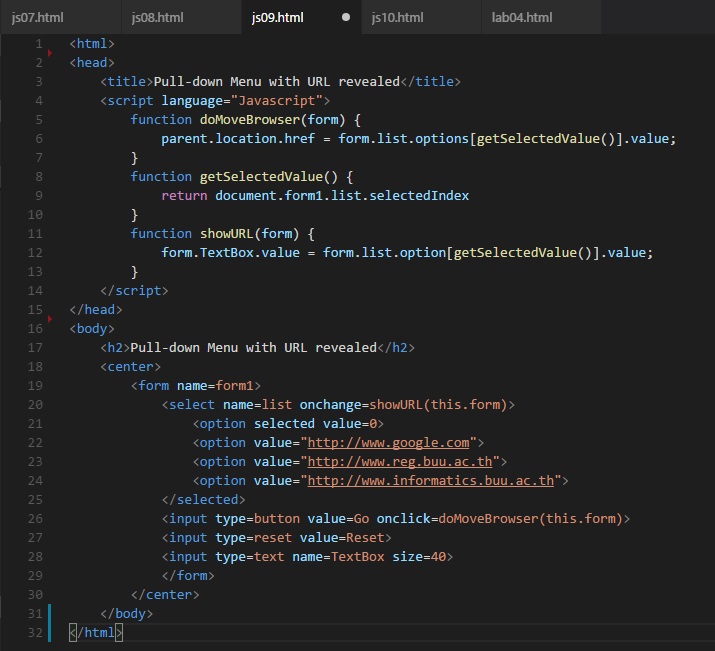 js07.html js08.html js09.html js10.html lab04.html
1 <html>
2 <head>
3 <title>Pull-down Menu with URL revealed</title>
4 <script language="Javascript">
5 function doMoveBrowser(form) {
6 parent.location.href = form.list.options[getSelectedValue()].value;
7 }
8 function getSelectedValue() {
9 return document.form1.list.selectedIndex
10 }
11 function showURL(form) {
12 form.TextBox.value = form.list.option[getSelectedValue()].value;
13 }
14 </script>
15 </head>
16 <body>
17 <h2>Pull-down Menu with URL revealed</h2>
18 <center>
19 <form name=form1>
20 <select name=list onchange=showURL(this.form)>
21 <option selected value=0>
22 <option value="http://www.google.com">
23 <option value="http://www.reg.buu.ac.th">
24 <option value="http://www.informatics.buu.ac.th">
25 </selected>
26 <input type=button value=Go onclick=doMoveBrowser(this.form)>
27 <input type=reset value=Reset>
28 <input type=text name=TextBox size=40>
29 </form>
30 </center>
31 </body>
32 </html>